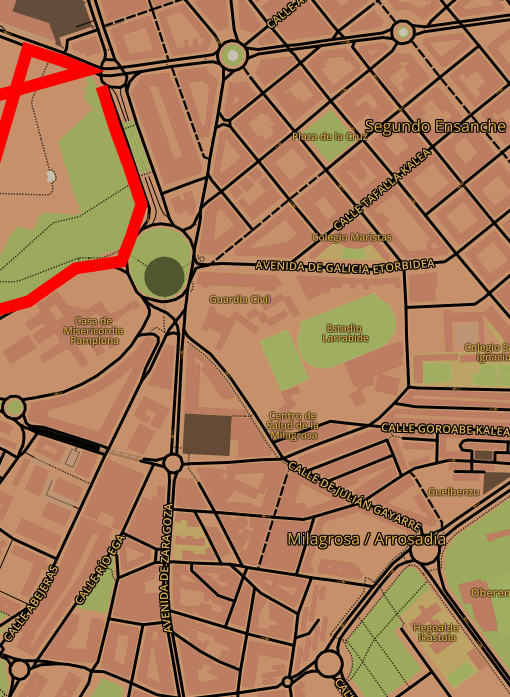 CALLE
Segundo Ensanche
Plaza de la Cruz
CALLE TAFALLA KALEA
Colegio Maristas
AVENIDA DE GALICIA ETORBIDEA
Guardia Civil
Casa de
Misericordia
Pamplona
Estadio
Larrabide
Colegio
Ignacio
Centro de
Salud de la
Milagrosa
CALLE GOROABE KALEA
CALLE DE JULIÁN GAYARRE
Guelbenzu
Milagrosa / Arrosadia
AVENIDA DE ZARAGOZA
CALLE RÍO EGA
CALLE ABEJERAS
Hegoalde
Ikastola